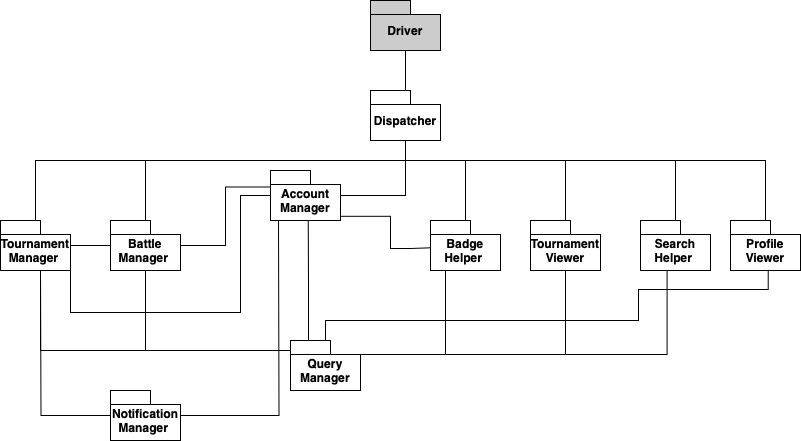 Driver
Dispatcher
Account
Manager
Tournament
Manager
Battle
Manager
Badge
Helper
Tournament
Viewer
Search
Helper
Profile
Viewer
Query
Manager
Notification
Manager